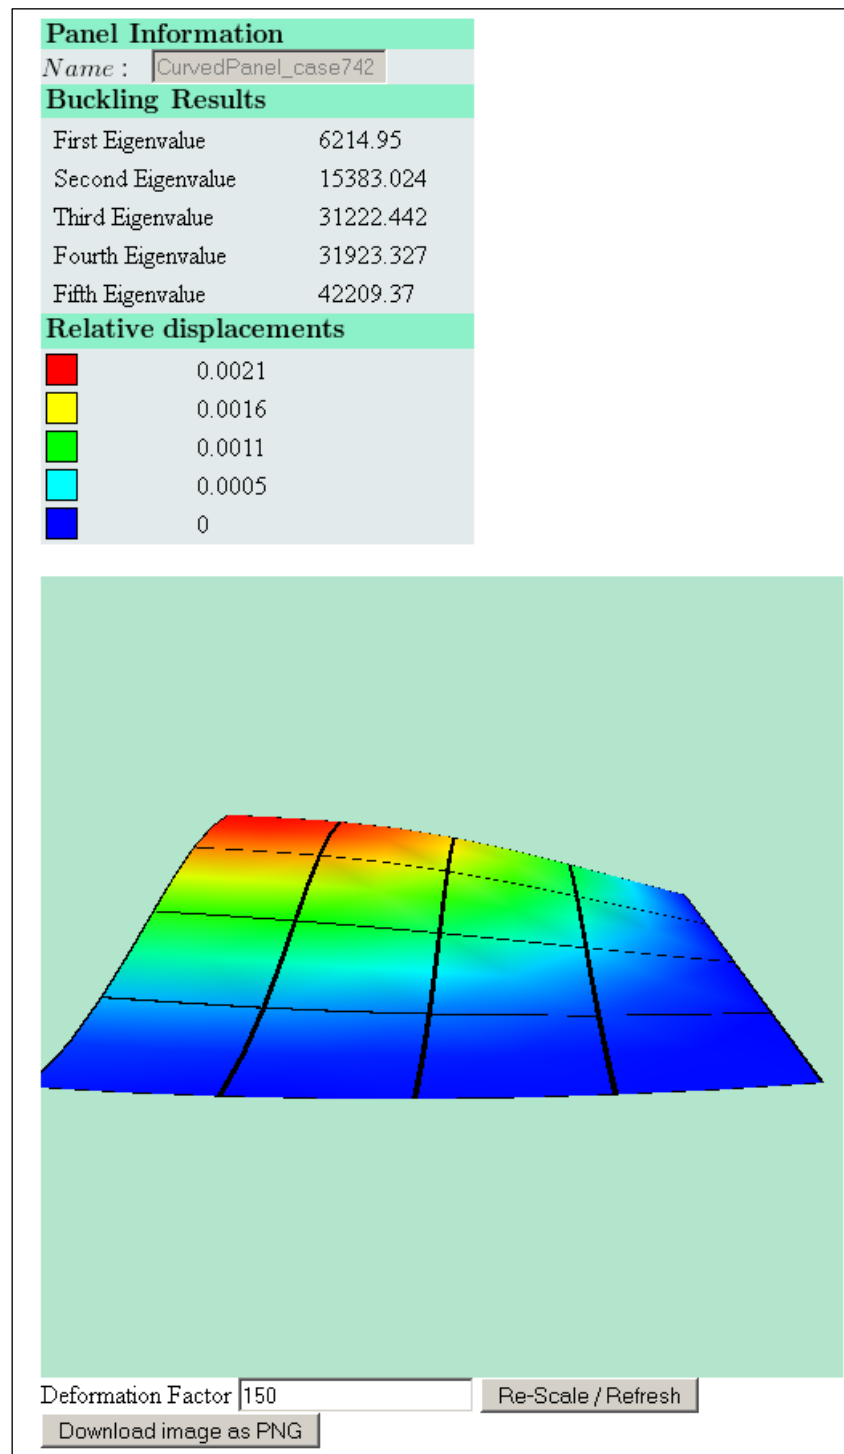 Panel Information
Name : CurvedPanel_case742
Buckling Results
First Eigenvalue 6214.95
Second Eigenvalue 15383.024
Third Eigenvalue 31222.442
Fourth Eigenvalue 31923.327
Fifth Eigenvalue 42209.37
Relative displacements
0.0021
0.0016
0.0011
0.0005
0
Deformation Factor 150 Re-Scale / Refresh
Download image as PNG